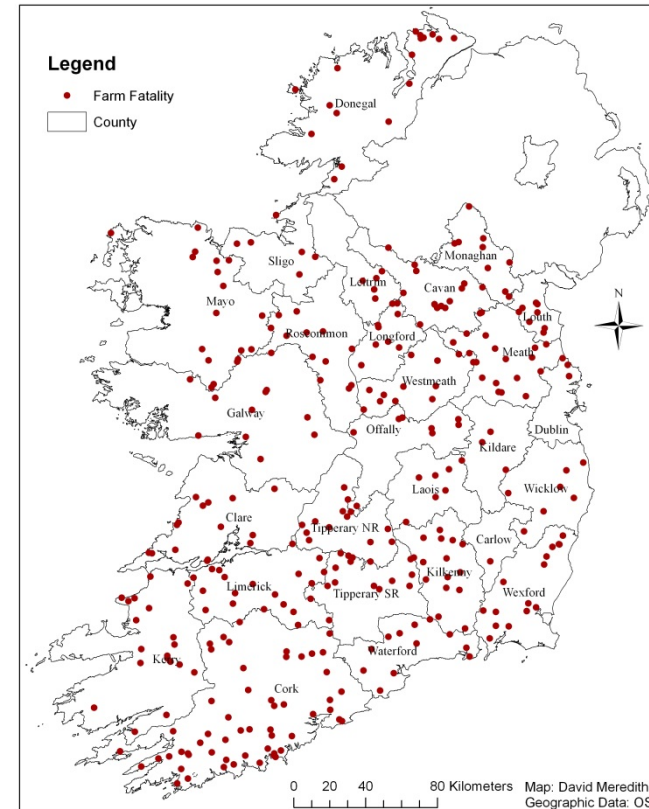 Legend
Farm Fatality
County
Donegal
Sligo
Leitrim
Monaghan
Cavan
Mayo
Roscommon
Longford
Louth
Meath
Westmeath
Galway
Offally
Kildare
Dublin
Laois
Wicklow
Clare
Tipperary NR
Carlow
Limerick
Tipperary SR
Kilkenny
Wexford
Waterford
Kerry
Cork
N
0 20 40 80 Kilometers
Map: David Meredith
Geographic Data: OS